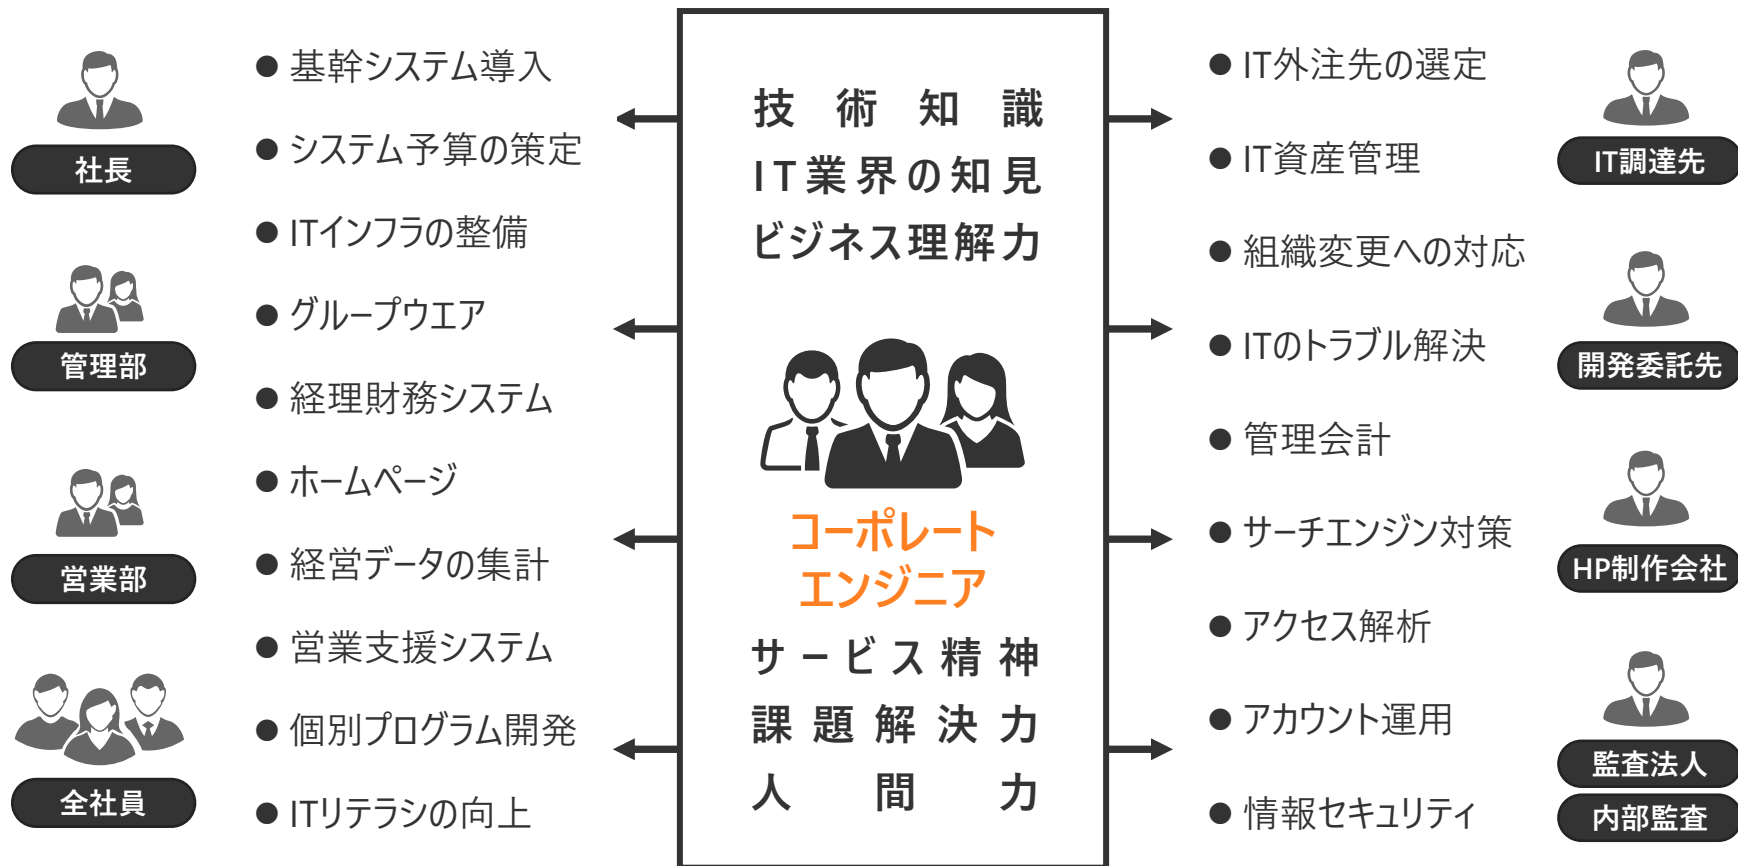 社長
管理部
営業部
全社員
● 基幹システム導入
● システム予算の策定
● ITインフラの整備
● グループウエア
● 経理財務システム
● ホームページ
● 経営データの集計
● 営業支援システム
● 個別プログラム開発
● ITリテラシの向上
技術知識
IT業界の知見
ビジネス理解力
コーポレート
エンジニア
サービス精神
課題解決力
人間力
● IT外注先の選定
● IT資産管理
● 組織変更への対応
● ITのトラブル解決
● 管理会計
● サーチエンジン対策
● アクセス解析
● アカウント運用
● 情報セキュリティ
IT調達先
開発委託先
HP制作会社
監査法人
内部監査